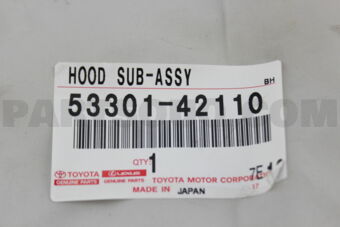 HOOD SUB-ASSY
BH
53301-42110
QTY: 1
TOYOTA
GENUINE PARTS
LEXUS
GENUINE PARTS
TOYOTA MOTOR CORPORATION
MADE IN JAPAN
17